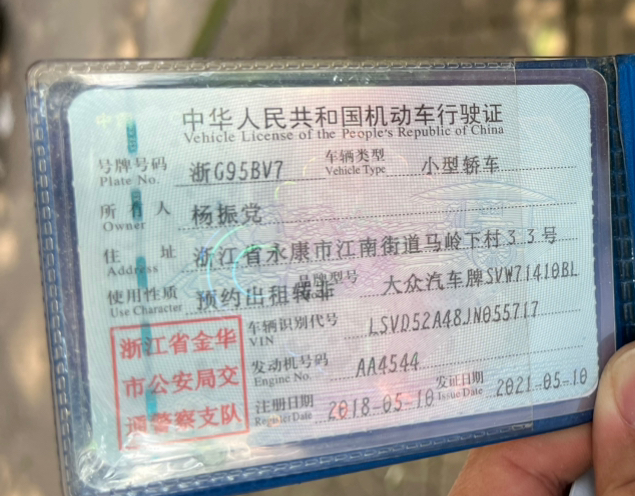 中华人民共和国机动车行驶证
Vehicle License of the People's Republic of China
号牌号码 浙G95BV7 车辆类型 小型轿车
Plate No. Vehicle Type
所有人 杨振党
Owner
住址 浙江省永康市江南街道马岭下村33号
Address
使用性质 预约出租转非 品牌型号 大众汽车牌SVW71410BL
Use Character
浙江省金华
市公安局交
通警察支队
车辆识别代号 LSVD52A48JN055717
VIN
发动机号码 AA4544
Engine No.
注册日期 2018-05-10 发证日期 2021-05-10
Register Date Issue Date